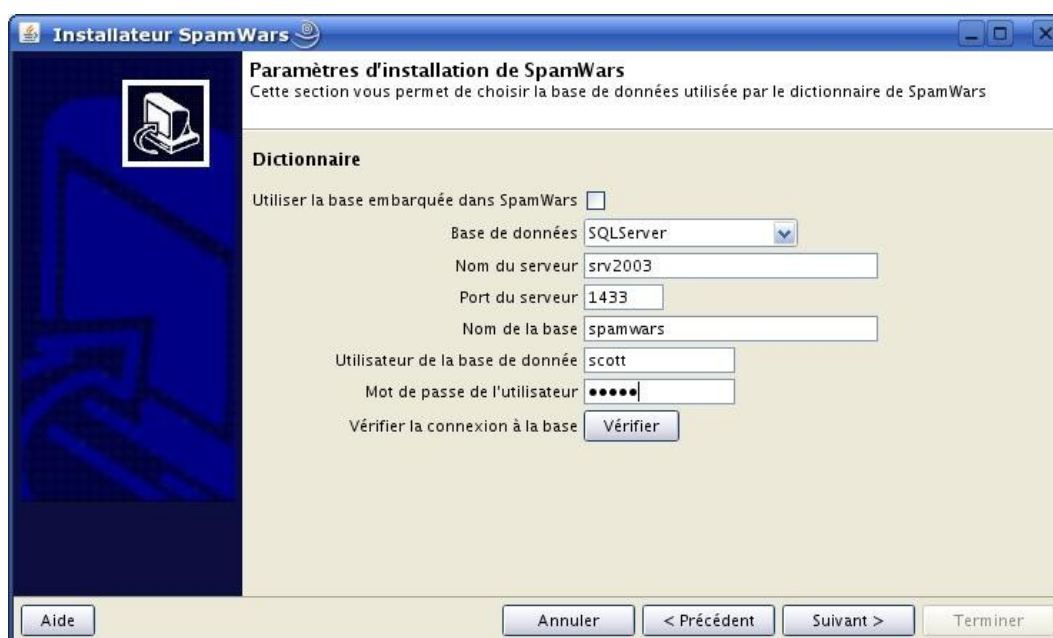 Installateur SpamWars
Paramètres d'installation de SpamWars
Cette section vous permet de choisir la base de données utilisée par le dictionnaire de SpamWars
Dictionnaire
Utiliser la base embarquée dans SpamWars
Base de données SQLServer
Nom du serveur srv2003
Port du serveur 1433
Nom de la base spamwars
Utilisateur de la base de donnée scott
Mot de passe de l'utilisateur •••••
Vérifier la connexion à la base Vérifier
Aide Annuler < Précédent Suivant > Terminer